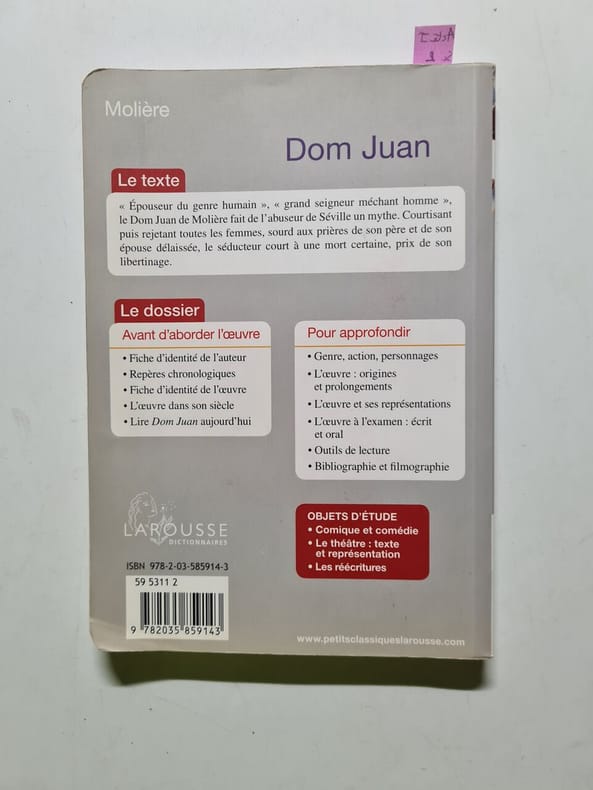 Molière
Dom Juan
Le texte
« Épouseur du genre humain », « grand seigneur méchant homme »,
le Dom Juan de Molière fait de l'abuseur de Séville un mythe. Courtisant
puis rejetant toutes les femmes, sourd aux prières de son père et de son
épouse délaissée, le séducteur court à une mort certaine, prix de son
libertinage.
Le dossier
Avant d'aborder l'œuvre
• Fiche d'identité de l'auteur
• Repères chronologiques
• Fiche d'identité de l'œuvre
• L'œuvre dans son siècle
• Lire Dom Juan aujourd'hui
Pour approfondir
• Genre, action, personnages
• L'œuvre : origines
et prolongements
• L'œuvre et ses représentations
• L'œuvre à l'examen : écrit
et oral
• Outils de lecture
• Bibliographie et filmographie
OBJETS D'ÉTUDE
• Comique et comédie
• Le théâtre : texte
et représentation
• Les réécritures
LAROUSSE
DICTIONNAIRES
ISBN 978-2-03-585914-3
59 5311 2
9 782035 859143
www.petitsclassiqueslarousse.com